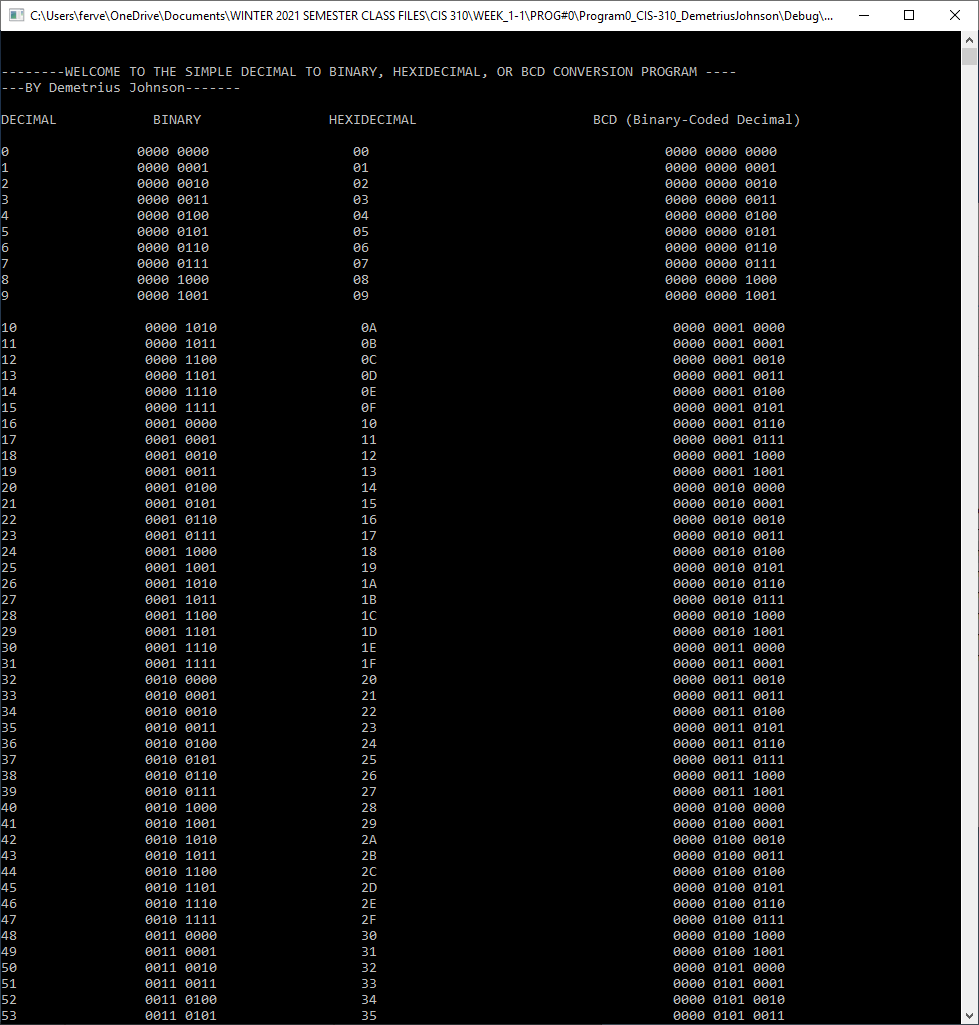 C:\Users\ferve\OneDrive\Documents\WINTER 2021 SEMESTER CLASS FILES\CIS 310\WEEK_1-1\PROG#0\Program0_CIS-310_DemetriusJohnson\Debug\...
--------WELCOME TO THE SIMPLE DECIMAL TO BINARY, HEXIDECIMAL, OR BCD CONVERSION PROGRAM ----
---BY Demetrius Johnson-------
DECIMAL BINARY HEXIDECIMAL BCD (Binary-Coded Decimal)
0 0000 0000 00 0000 0000 0000
1 0000 0001 01 0000 0000 0001
2 0000 0010 02 0000 0000 0010
3 0000 0011 03 0000 0000 0011
4 0000 0100 04 0000 0000 0100
5 0000 0101 05 0000 0000 0101
6 0000 0110 06 0000 0000 0110
7 0000 0111 07 0000 0000 0111
8 0000 1000 08 0000 0000 1000
9 0000 1001 09 0000 0000 1001
10 0000 1010 0A 0000 0001 0000
11 0000 1011 0B 0000 0001 0001
12 0000 1100 0C 0000 0001 0010
13 0000 1101 0D 0000 0001 0011
14 0000 1110 0E 0000 0001 0100
15 0000 1111 0F 0000 0001 0101
16 0001 0000 10 0000 0001 0110
17 0001 0001 11 0000 0001 0111
18 0001 0010 12 0000 0001 1000
19 0001 0011 13 0000 0001 1001
20 0001 0100 14 0000 0010 0000
21 0001 0101 15 0000 0010 0001
22 0001 0110 16 0000 0010 0010
23 0001 0111 17 0000 0010 0011
24 0001 1000 18 0000 0010 0100
25 0001 1001 19 0000 0010 0101
26 0001 1010 1A 0000 0010 0110
27 0001 1011 1B 0000 0010 0111
28 0001 1100 1C 0000 0010 1000
29 0001 1101 1D 0000 0010 1001
30 0001 1110 1E 0000 0011 0000
31 0001 1111 1F 0000 0011 0001
32 0010 0000 20 0000 0011 0010
33 0010 0001 21 0000 0011 0011
34 0010 0010 22 0000 0011 0100
35 0010 0011 23 0000 0011 0101
36 0010 0100 24 0000 0011 0110
37 0010 0101 25 0000 0011 0111
38 0010 0110 26 0000 0011 1000
39 0010 0111 27 0000 0011 1001
40 0010 1000 28 0000 0100 0000
41 0010 1001 29 0000 0100 0001
42 0010 1010 2A 0000 0100 0010
43 0010 1011 2B 0000 0100 0011
44 0010 1100 2C 0000 0100 0100
45 0010 1101 2D 0000 0100 0101
46 0010 1110 2E 0000 0100 0110
47 0010 1111 2F 0000 0100 0111
48 0011 0000 30 0000 0100 1000
49 0011 0001 31 0000 0100 1001
50 0011 0010 32 0000 0101 0000
51 0011 0011 33 0000 0101 0001
52 0011 0100 34 0000 0101 0010
53 0011 0101 35 0000 0101 0011